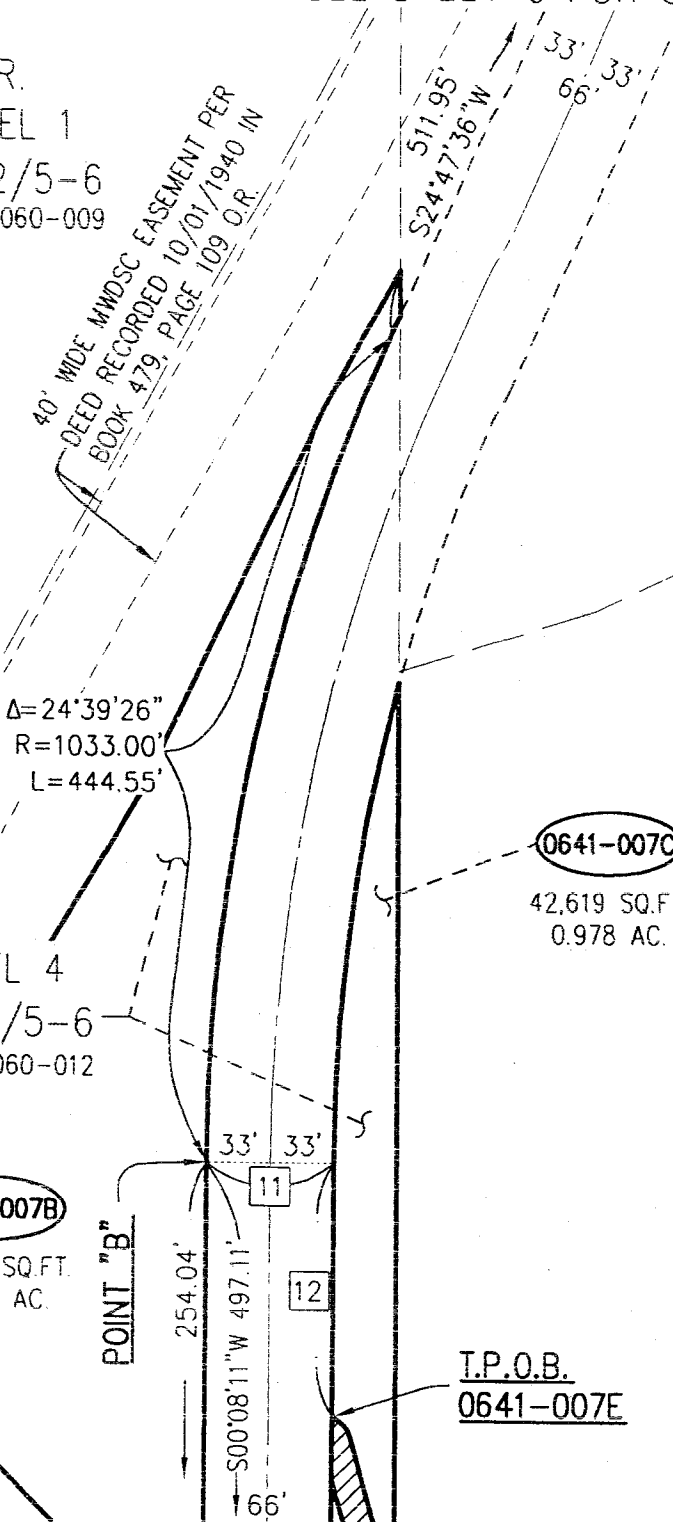 R.
EL 1
2/5-6
060-009
40' WIDE MWDSC EASEMENT PER
DEED RECORDED 10/01/1940 IN
BOOK 479, PAGE 109 O.R.
511.95'
S24°47'36"W
33' 33'
66'
Δ=24°39'26"
R=1033.00'
L=444.55'
0641-007C
42,619 SQ.F
0.978 AC.
L 4
/5-6
060-012
33' 33'
11
007B
SQ.FT.
AC.
POINT "B"
254.04'
S00°08'11"W 497.11'
12
T.P.O.B.
0641-007E
66'